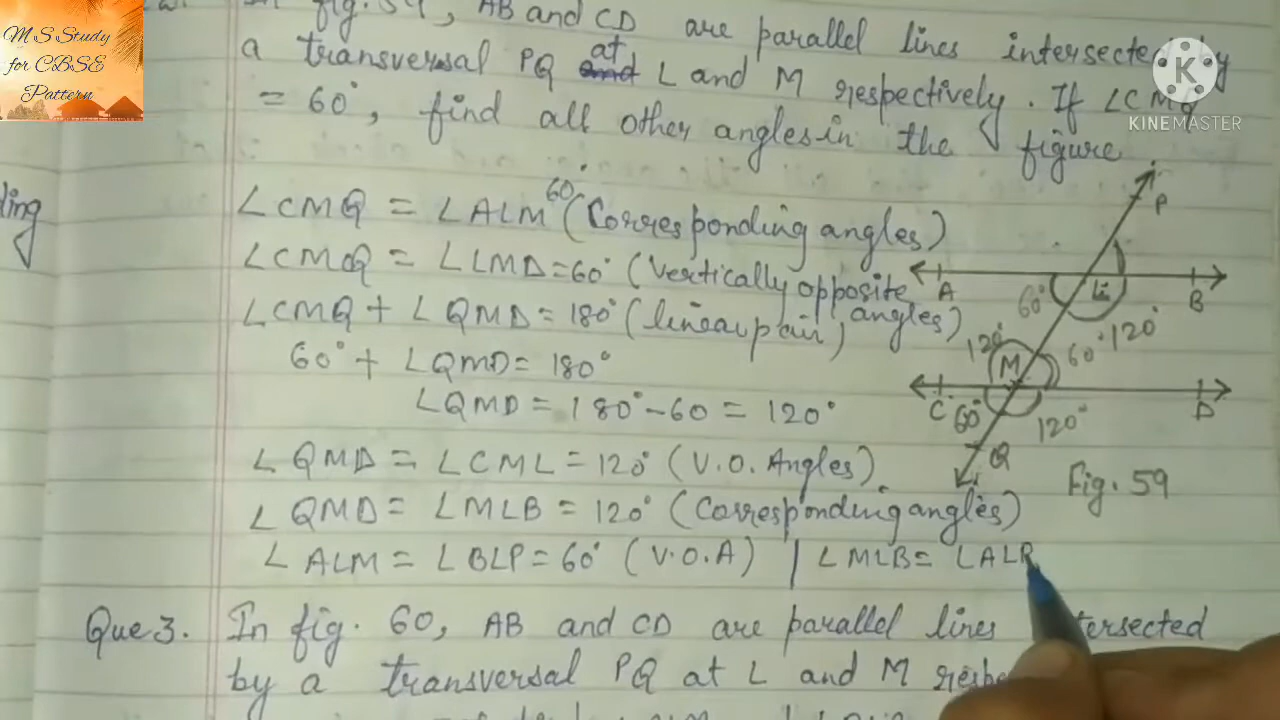 M S Study
for CBSE
Pattern
KINEMASTER
In fig. 59, AB and CD are parallel lines intersected by
a transversal PQ at L and M respectively. If ∠CMQ
= 60°, find all other angles in the figure
ding
∠CMQ = ∠ALM 60° (Corresponding angles)
∠CMQ = ∠LMD = 60° (Vertically opposite
angles)
∠CMQ + ∠QMD = 180° (linear pair)
60° + ∠QMD = 180°
∠QMD = 180° - 60 = 120°
∠QMD = ∠CML = 120° (V.O. Angles)
∠QMD = ∠MLB = 120° (Corresponding angles)
∠ALM = ∠BLP = 60° (V.O.A) | ∠MLB = ∠ALP
P
A
L
B
60°
120°
120°
M
60°
C
60°
D
120°
Q
Fig. 59
Que 3. In fig. 60, AB and CD are parallel lines intersected
by a transversal PQ at L and M